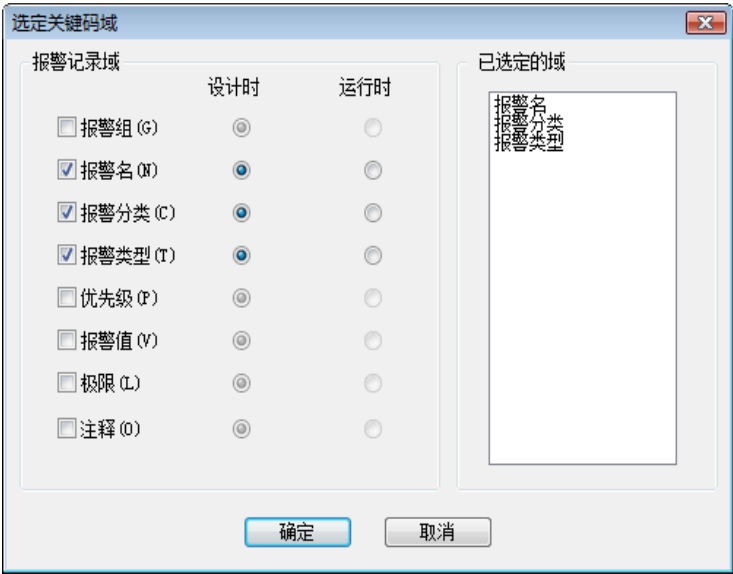 选定关键码域
报警记录域
设计时 运行时
报警组(G)
报警名(N)
报警分类(C)
报警类型(T)
优先级(P)
报警值(V)
极限(L)
注释(O)
已选定的域
报警名
报警分类
报警类型
确定 取消